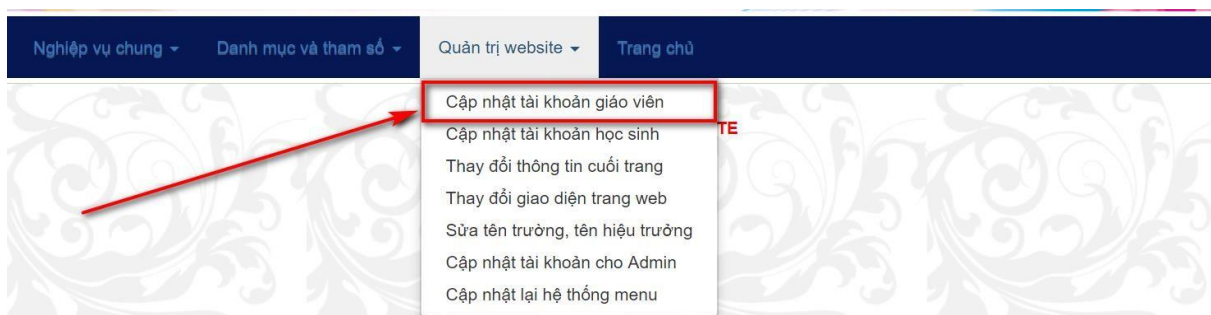 Nghiệp vụ chung Danh mục và tham số Quản trị website Trang chủ
Cập nhật tài khoản giáo viên
Cập nhật tài khoản học sinh
TE
Thay đổi thông tin cuối trang
Thay đổi giao diện trang web
Sửa tên trường, tên hiệu trưởng
Cập nhật tài khoản cho Admin
Cập nhật lại hệ thống menu